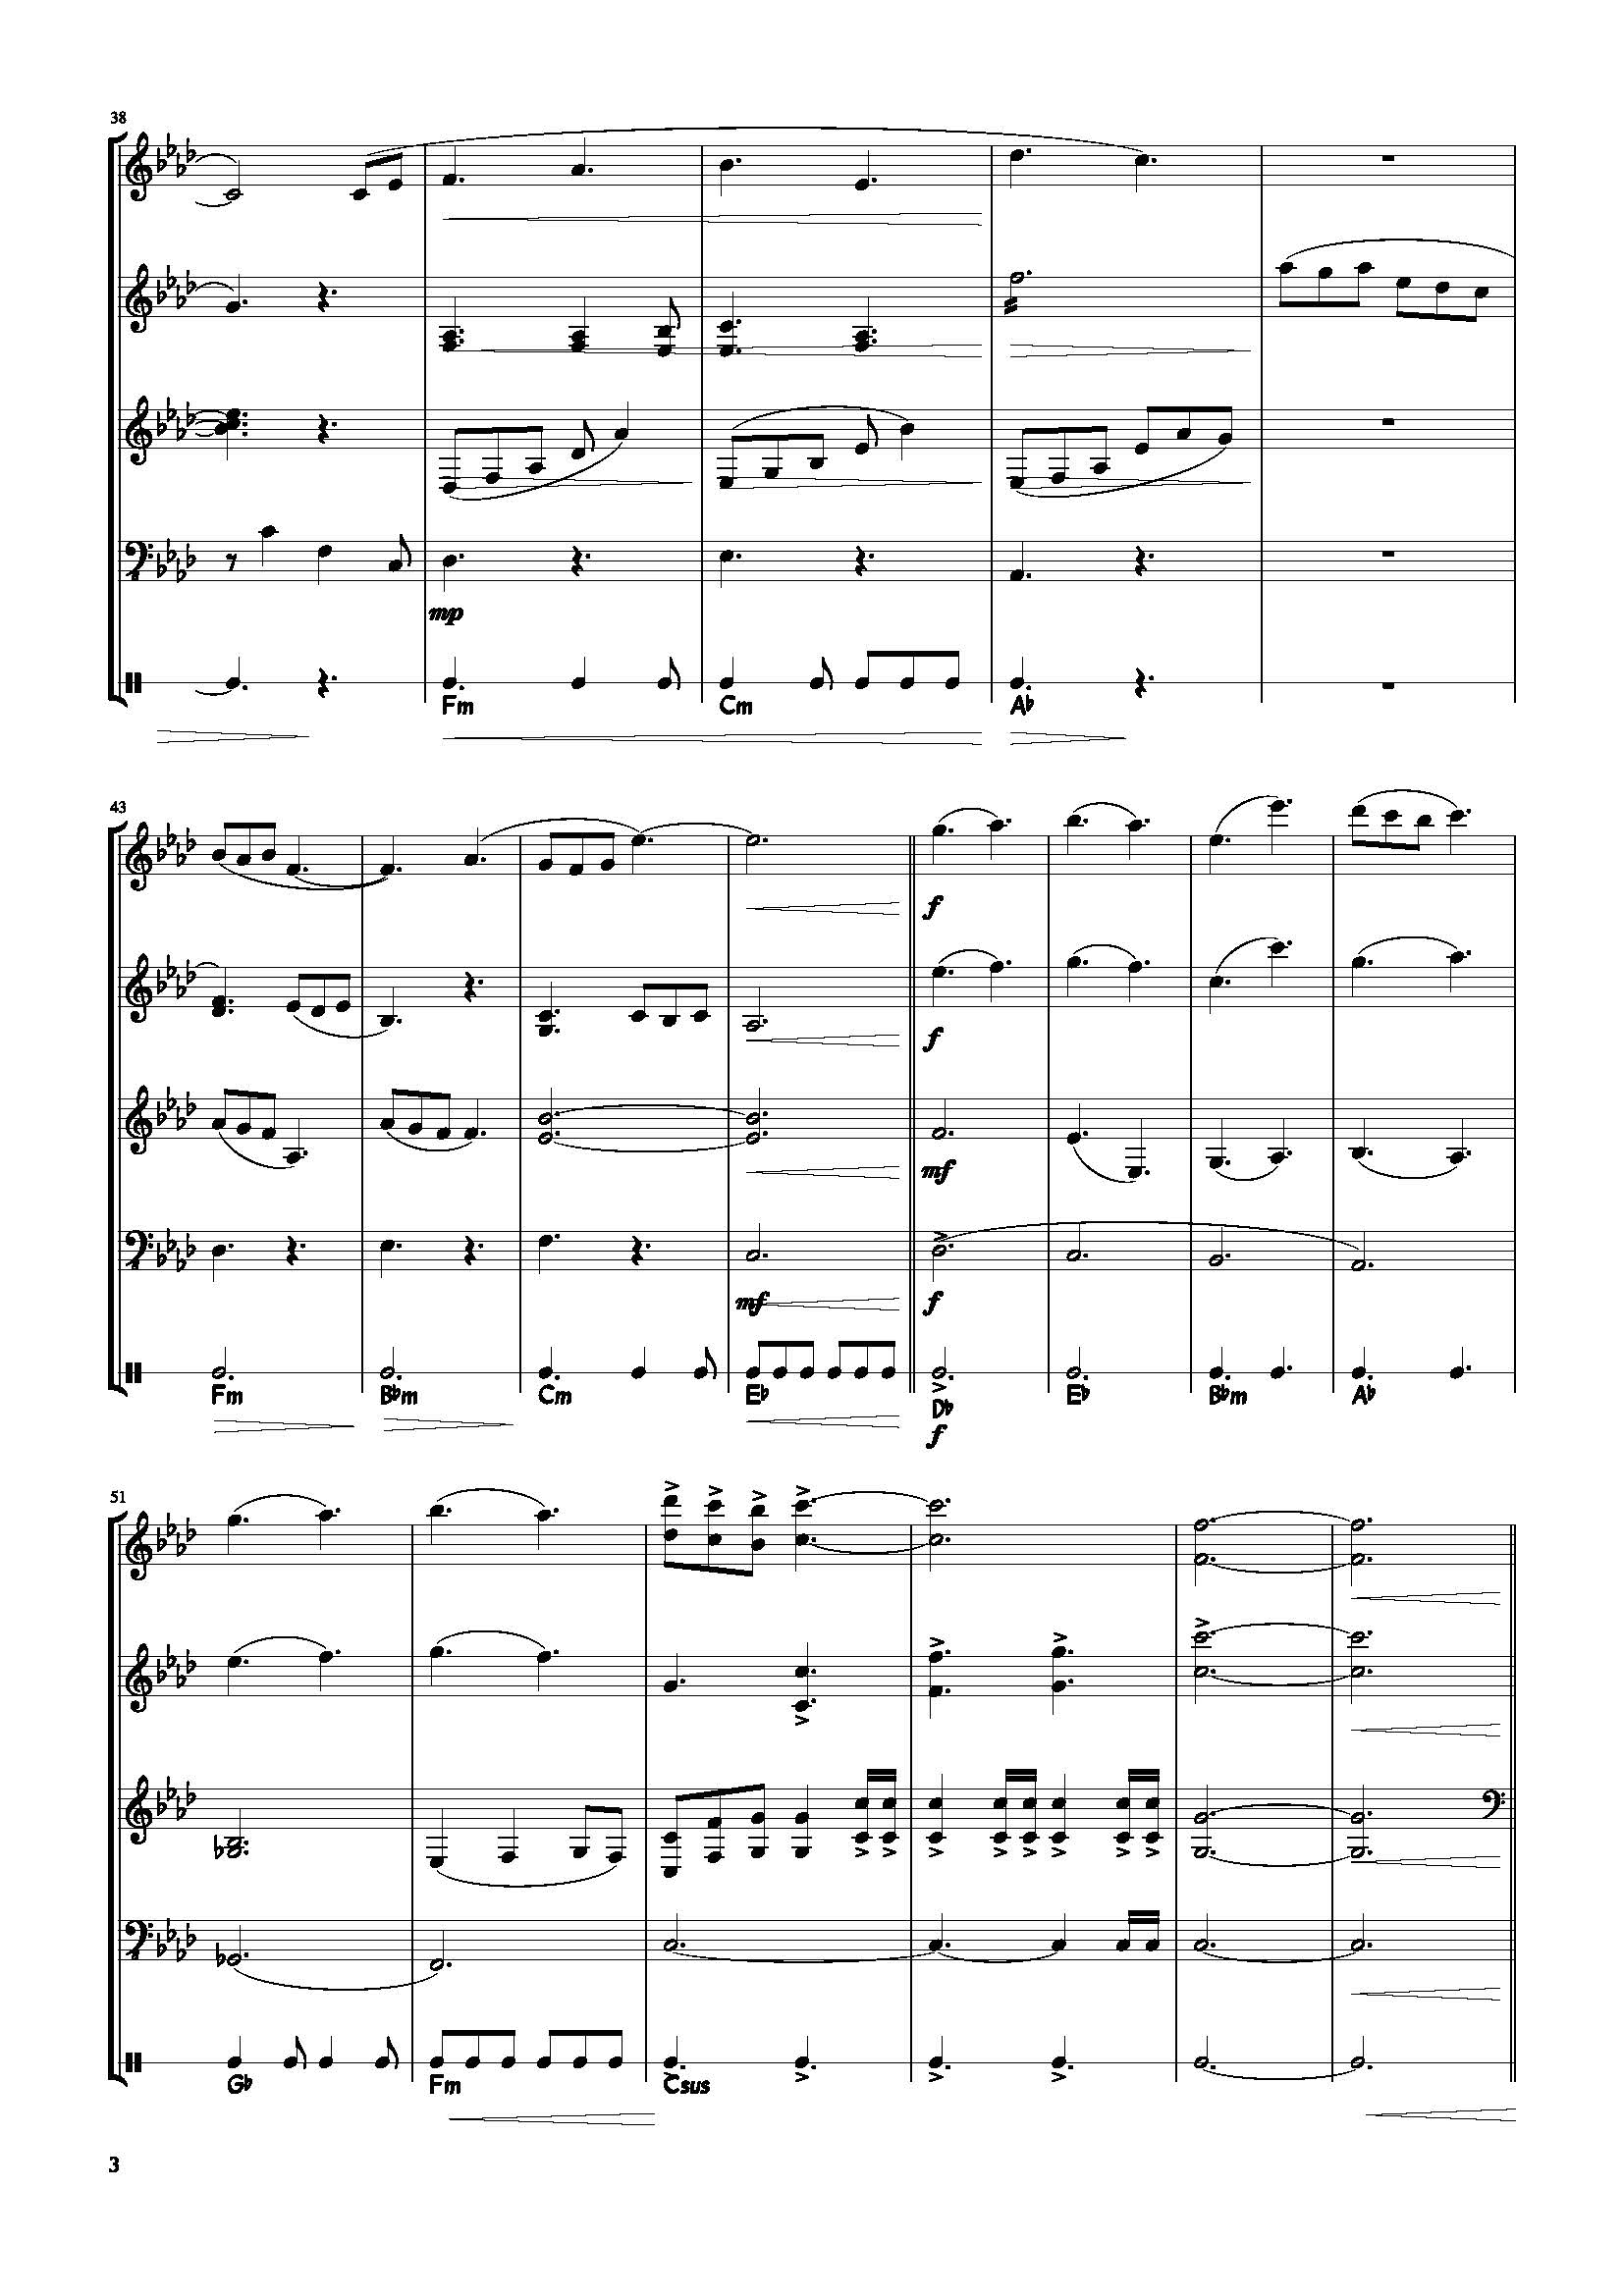 38
mp
Fm Cm A♭
43
f
f
mf
mf f
Fm B♭m Cm E♭ D♭ E♭ B♭m A♭
f
51
G♭ Fm Csus
3